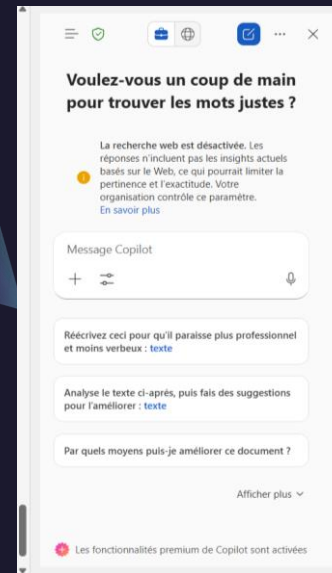 Voulez-vous un coup de main
pour trouver les mots justes ?
La recherche web est désactivée. Les
réponses n'incluent pas les insights actuels
basés sur le Web, ce qui pourrait limiter la
pertinence et l'exactitude. Votre
organisation contrôle ce paramètre.
En savoir plus
Message Copilot
Réécrivez ceci pour qu'il paraisse plus professionnel
et moins verbeux : texte
Analyse le texte ci-après, puis fais des suggestions
pour l'améliorer : texte
Par quels moyens puis-je améliorer ce document ?
Afficher plus
Les fonctionnalités premium de Copilot sont activées